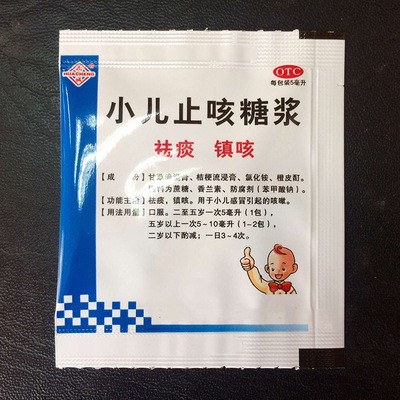 HUACHENG
OTC
每包装5毫升
小儿止咳糖浆
祛痰 镇咳
【成 分】甘草流浸膏、桔梗流浸膏、氯化铵、橙皮酊。
辅料为蔗糖、香兰素、防腐剂(苯甲酸钠)。
【功能主治】祛痰,镇咳。用于小儿感冒引起的咳嗽。
【用法用量】口服。二至五岁一次5毫升(1包),
五岁以上一次5~10毫升(1-2包),
二岁以下酌减;一日3~4次。